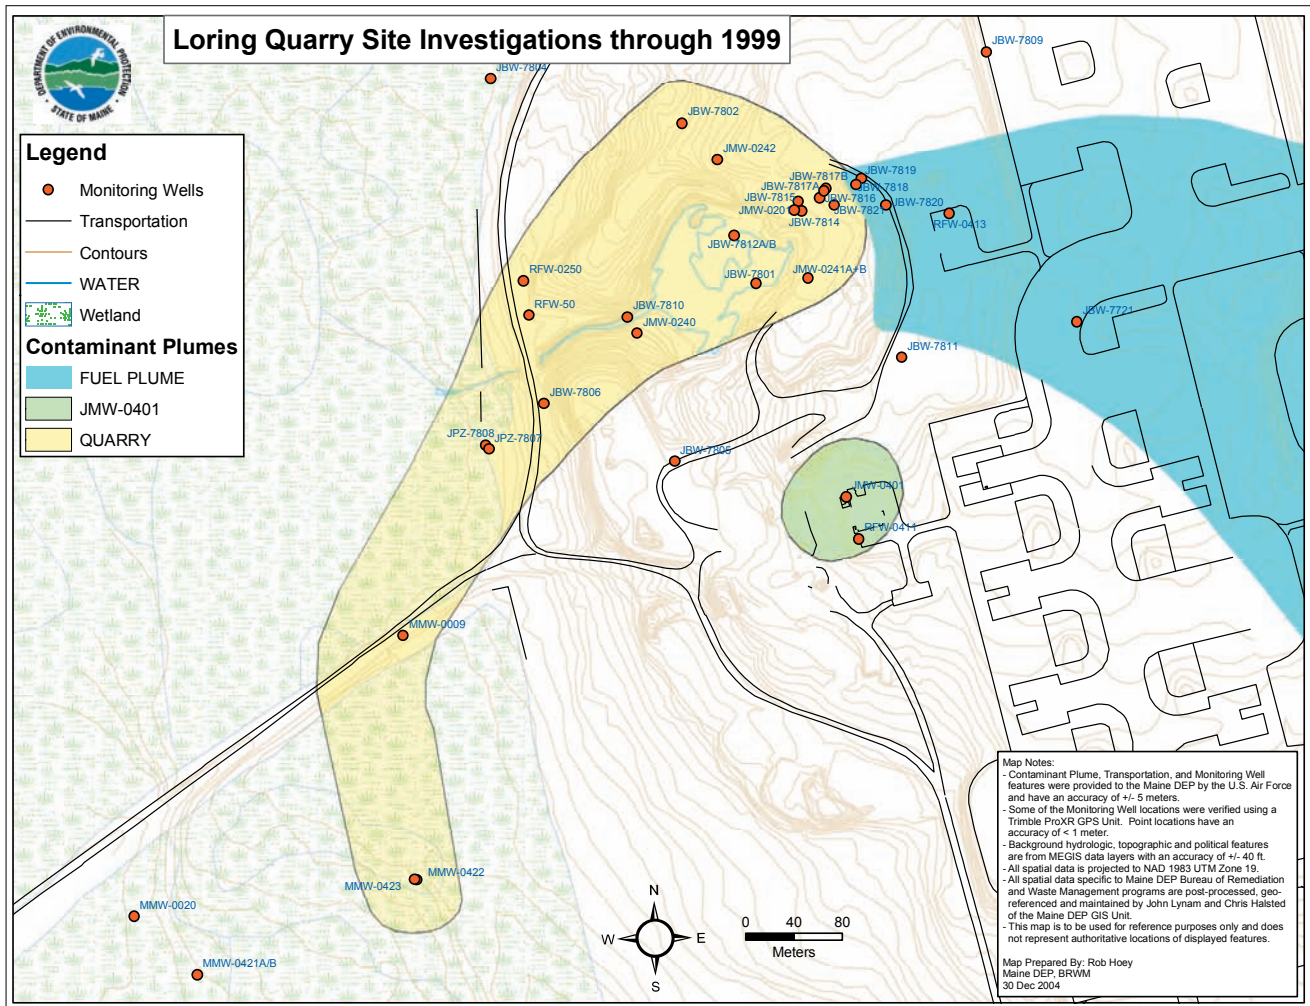 Loring Quarry Site Investigations through 1999
DEPARTMENT OF ENVIRONMENTAL PROTECTION
STATE OF MAINE
Legend
Monitoring Wells
Transportation
Contours
WATER
Wetland
Contaminant Plumes
FUEL PLUME
JMW-0401
QUARRY
JBW-7804
JBW-7809
JBW-7802
JMW-0242
JBW-7817B
JBW-7819
JBW-7817A
JBW-7818
JBW-7815
JBW-7816
JMW-0201
JBW-7821
JBW-7820
JBW-7814
RFW-0413
JBW-7812A/B
RFW-0250
JBW-7801
JMW-0241A+B
RFW-50
JBW-7810
JMW-0240
JBW-7721
JBW-7811
JBW-7806
JPZ-7808
JPZ-7807
JBW-7805
JMW-0401
RFW-0411
MMW-0009
MMW-0422
MMW-0423
MMW-0020
MMW-0421A/B
N
W
E
S
0 40 80
Meters
Map Notes:
- Contaminant Plume, Transportation, and Monitoring Well
features were provided to the Maine DEP by the U.S. Air Force
and have an accuracy of +/- 5 meters.
- Some of the Monitoring Well locations were verified using a
Trimble ProXR GPS Unit. Point locations have an
accuracy of < 1 meter.
- Background hydrologic, topographic and political features
are from MEGIS data layers with an accuracy of +/- 40 ft.
- All spatial data is projected to NAD 1983 UTM Zone 19.
- All spatial data specific to Maine DEP Bureau of Remediation
and Waste Management programs are post-processed, geo-
referenced and maintained by John Lynam and Chris Halsted
of the Maine DEP GIS Unit.
- This map is to be used for reference purposes only and does
not represent authoritative locations of displayed features.
Map Prepared By: Rob Hoey
Maine DEP, BRWM
30 Dec 2004